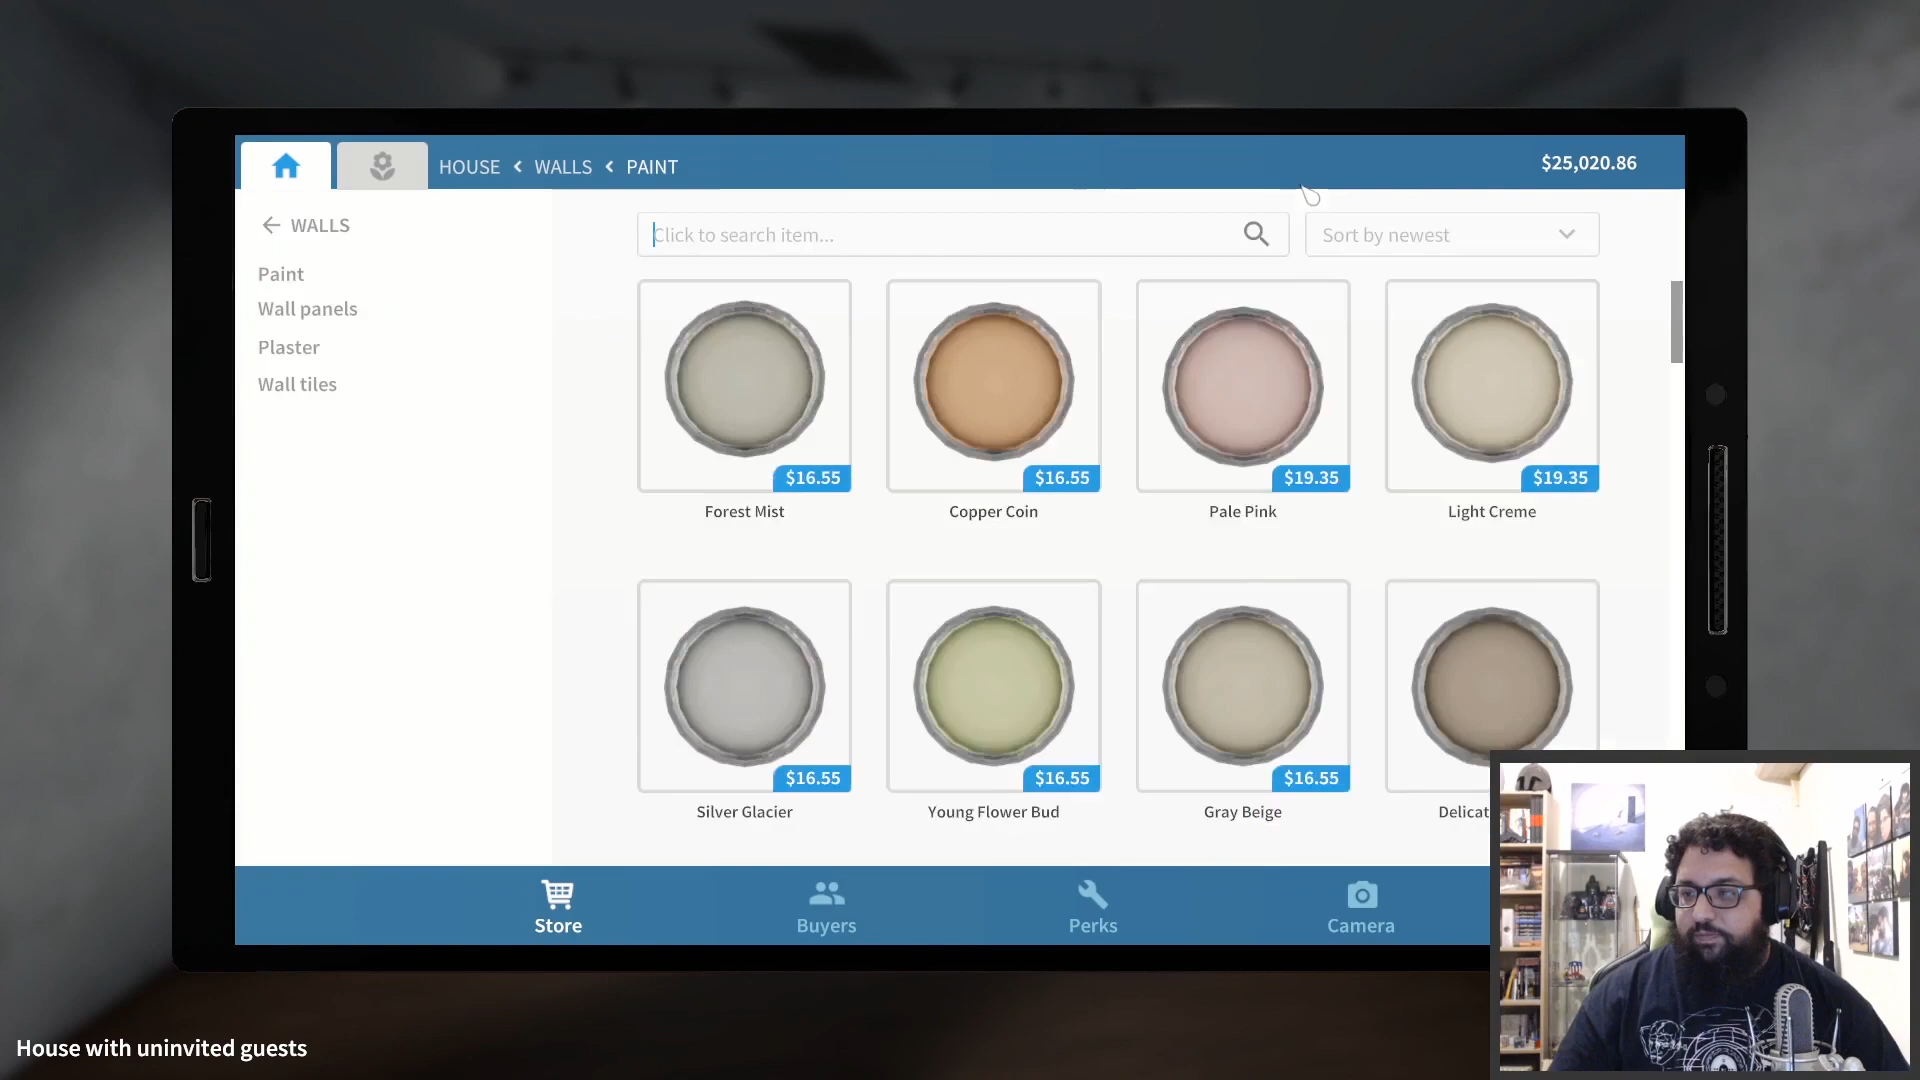 HOUSE < WALLS < PAINT
$25,020.86
WALLS
Click to search item...
Sort by newest
Paint
Wall panels
Plaster
Wall tiles
$16.55
$16.55
$19.35
$19.35
Forest Mist
Copper Coin
Pale Pink
Light Creme
$16.55
$16.55
$16.55
Silver Glacier
Young Flower Bud
Gray Beige
Delicat
Store
Buyers
Perks
Camera
House with uninvited guests